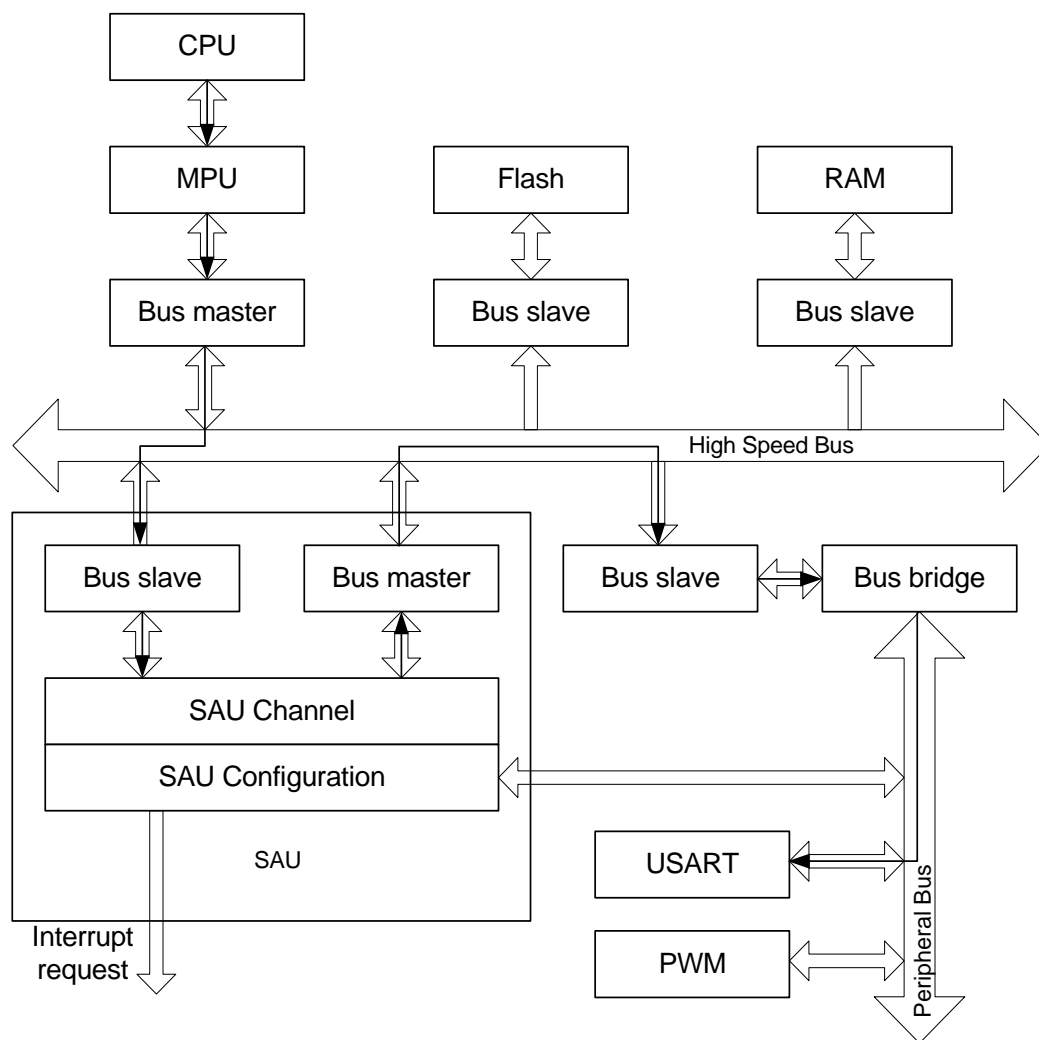 CPU
MPU
Flash
RAM
Bus master
Bus slave
Bus slave
High Speed Bus
Bus slave
Bus master
Bus slave
Bus bridge
SAU Channel
SAU Configuration
SAU
USART
Interrupt
request
PWM
Peripheral Bus